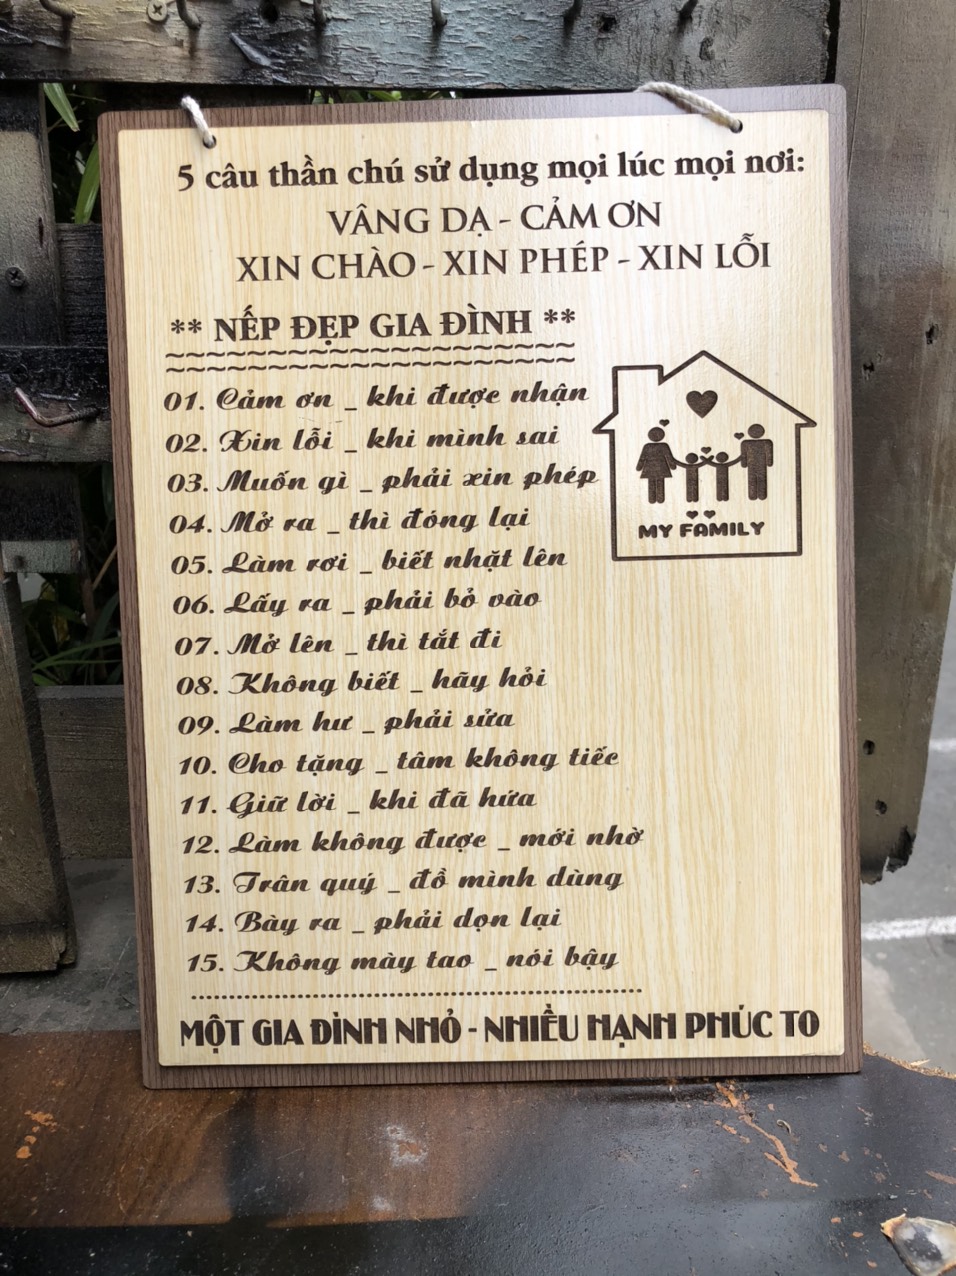 5 câu thần chú sử dụng mọi lúc mọi nơi:
VÂNG DẠ - CẢM ƠN
XIN CHÀO - XIN PHÉP - XIN LỖI
** NẾP ĐẸP GIA ĐÌNH **
~~~~~~~~~~~~~~~~~~~~~~~~~~~~
~~~~~~~~~~~~~~~~~~~~~~~~~~~~
01. Cảm ơn _ khi được nhận
02. Xin lỗi _ khi mình sai
03. Muốn gì _ phải xin phép
04. Mở ra _ thì đóng lại
MY FAMILY
05. Làm rơi _ biết nhặt lên
06. Lấy ra _ phải bỏ vào
07. Mở lên _ thì tắt đi
08. Không biết _ hãy hỏi
09. Làm hư _ phải sửa
10. Cho tặng _ tâm không tiếc
11. Giữ lời _ khi đã hứa
12. Làm không được _ mới nhờ
13. Trân quý _ đồ mình dùng
14. Bày ra _ phải dọn lại
15. Không mày tao _ nói bậy
................................................................
MỘT GIA ĐÌNH NHỎ - NHIỀU HẠNH PHÚC TO